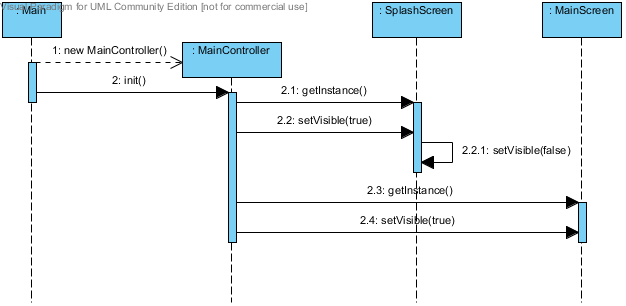 Visual Paradigm for UML Community Edition [not for commercial use]
: Main
: SplashScreen
: MainScreen
1: new MainController()
: MainController
2: init()
2.1: getInstance()
2.2: setVisible(true)
2.2.1: setVisible(false)
2.3: getInstance()
2.4: setVisible(true)